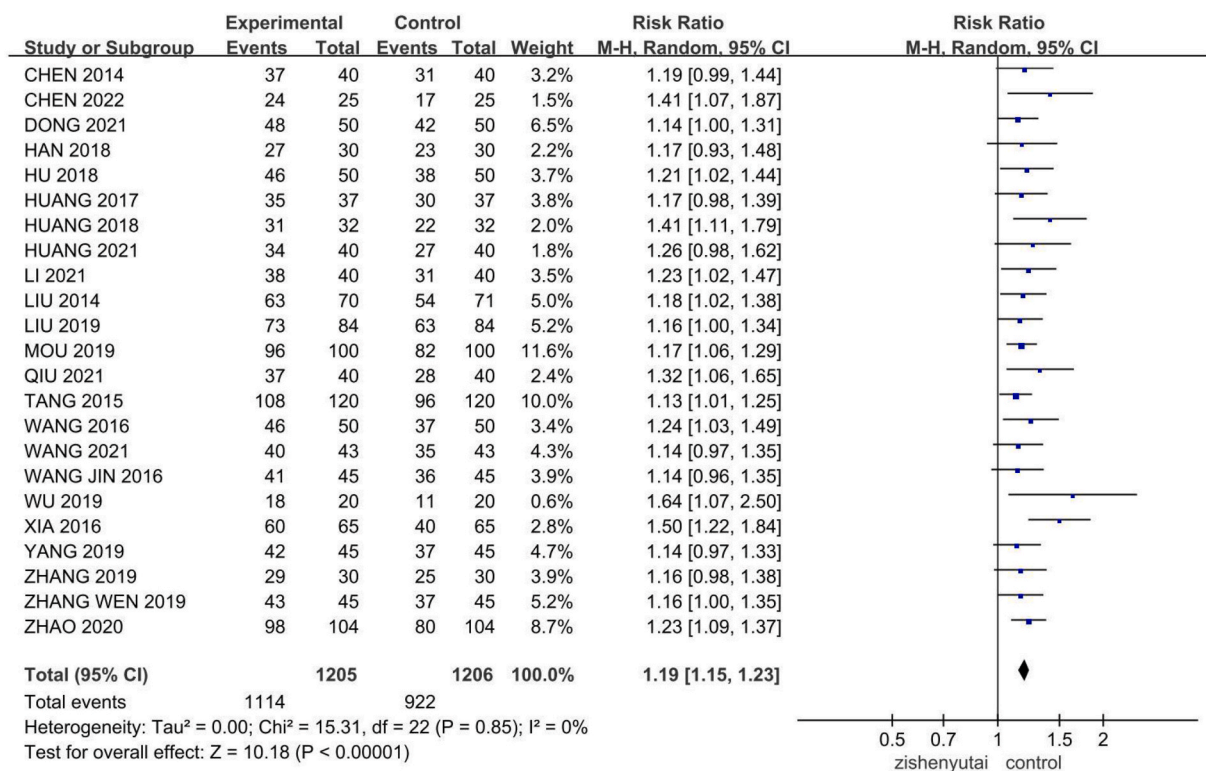 Experimental Control Risk Ratio Risk Ratio
Study or Subgroup Events Total Events Total Weight M-H, Random, 95% CI M-H, Random, 95% CI
CHEN 2014 37 40 31 40 3.2% 1.19 [0.99, 1.44]
CHEN 2022 24 25 17 25 1.5% 1.41 [1.07, 1.87]
DONG 2021 48 50 42 50 6.5% 1.14 [1.00, 1.31]
HAN 2018 27 30 23 30 2.2% 1.17 [0.93, 1.48]
HU 2018 46 50 38 50 3.7% 1.21 [1.02, 1.44]
HUANG 2017 35 37 30 37 3.8% 1.17 [0.98, 1.39]
HUANG 2018 31 32 22 32 2.0% 1.41 [1.11, 1.79]
HUANG 2021 34 40 27 40 1.8% 1.26 [0.98, 1.62]
LI 2021 38 40 31 40 3.5% 1.23 [1.02, 1.47]
LIU 2014 63 70 54 71 5.0% 1.18 [1.02, 1.38]
LIU 2019 73 84 63 84 5.2% 1.16 [1.00, 1.34]
MOU 2019 96 100 82 100 11.6% 1.17 [1.06, 1.29]
QIU 2021 37 40 28 40 2.4% 1.32 [1.06, 1.65]
TANG 2015 108 120 96 120 10.0% 1.13 [1.01, 1.25]
WANG 2016 46 50 37 50 3.4% 1.24 [1.03, 1.49]
WANG 2021 40 43 35 43 4.3% 1.14 [0.97, 1.35]
WANG JIN 2016 41 45 36 45 3.9% 1.14 [0.96, 1.35]
WU 2019 18 20 11 20 0.6% 1.64 [1.07, 2.50]
XIA 2016 60 65 40 65 2.8% 1.50 [1.22, 1.84]
YANG 2019 42 45 37 45 4.7% 1.14 [0.97, 1.33]
ZHANG 2019 29 30 25 30 3.9% 1.16 [0.98, 1.38]
ZHANG WEN 2019 43 45 37 45 5.2% 1.16 [1.00, 1.35]
ZHAO 2020 98 104 80 104 8.7% 1.23 [1.09, 1.37]
Total (95% CI) 1205 1206 100.0% 1.19 [1.15, 1.23]
Total events 1114 922
Heterogeneity: Tau² = 0.00; Chi² = 15.31, df = 22 (P = 0.85); I² = 0%
Test for overall effect: Z = 10.18 (P < 0.00001)
0.5 0.7 1 1.5 2
zishenyutai control